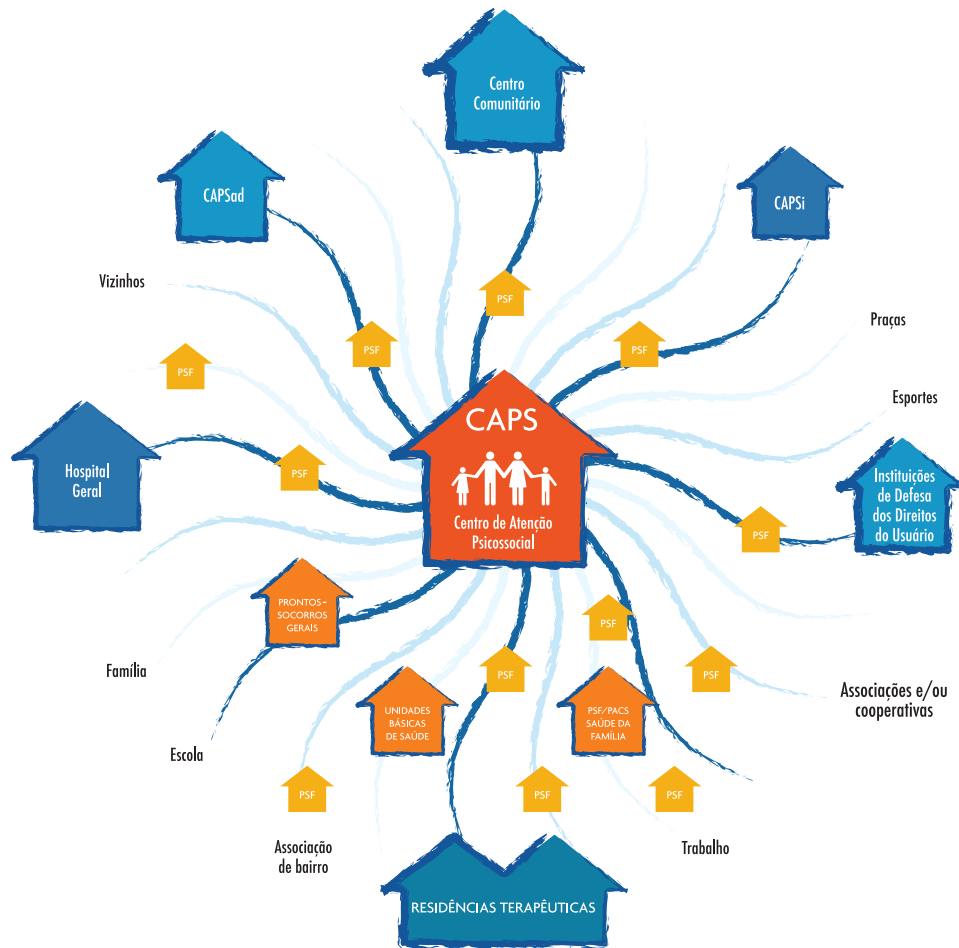 Centro
Comunitário
CAPSad
CAPSi
Vizinhos
PSF
Praças
PSF
PSF
PSF
Esportes
CAPS
Hospital
Geral
PSF
Instituições
de Defesa
dos Direitos
do Usuário
Centro de Atenção
Psicossocial
PSF
PRONTOS-
SOCORROS
GERAIS
PSF
Família
PSF
PSF
Associações e/ou
cooperativas
UNIDADES
BÁSICAS
DE SAÚDE
PSF/PACS
SAÚDE DA
FAMÍLIA
Escola
PSF
PSF
PSF
Associação
de bairro
Trabalho
RESIDÊNCIAS TERAPÊUTICAS